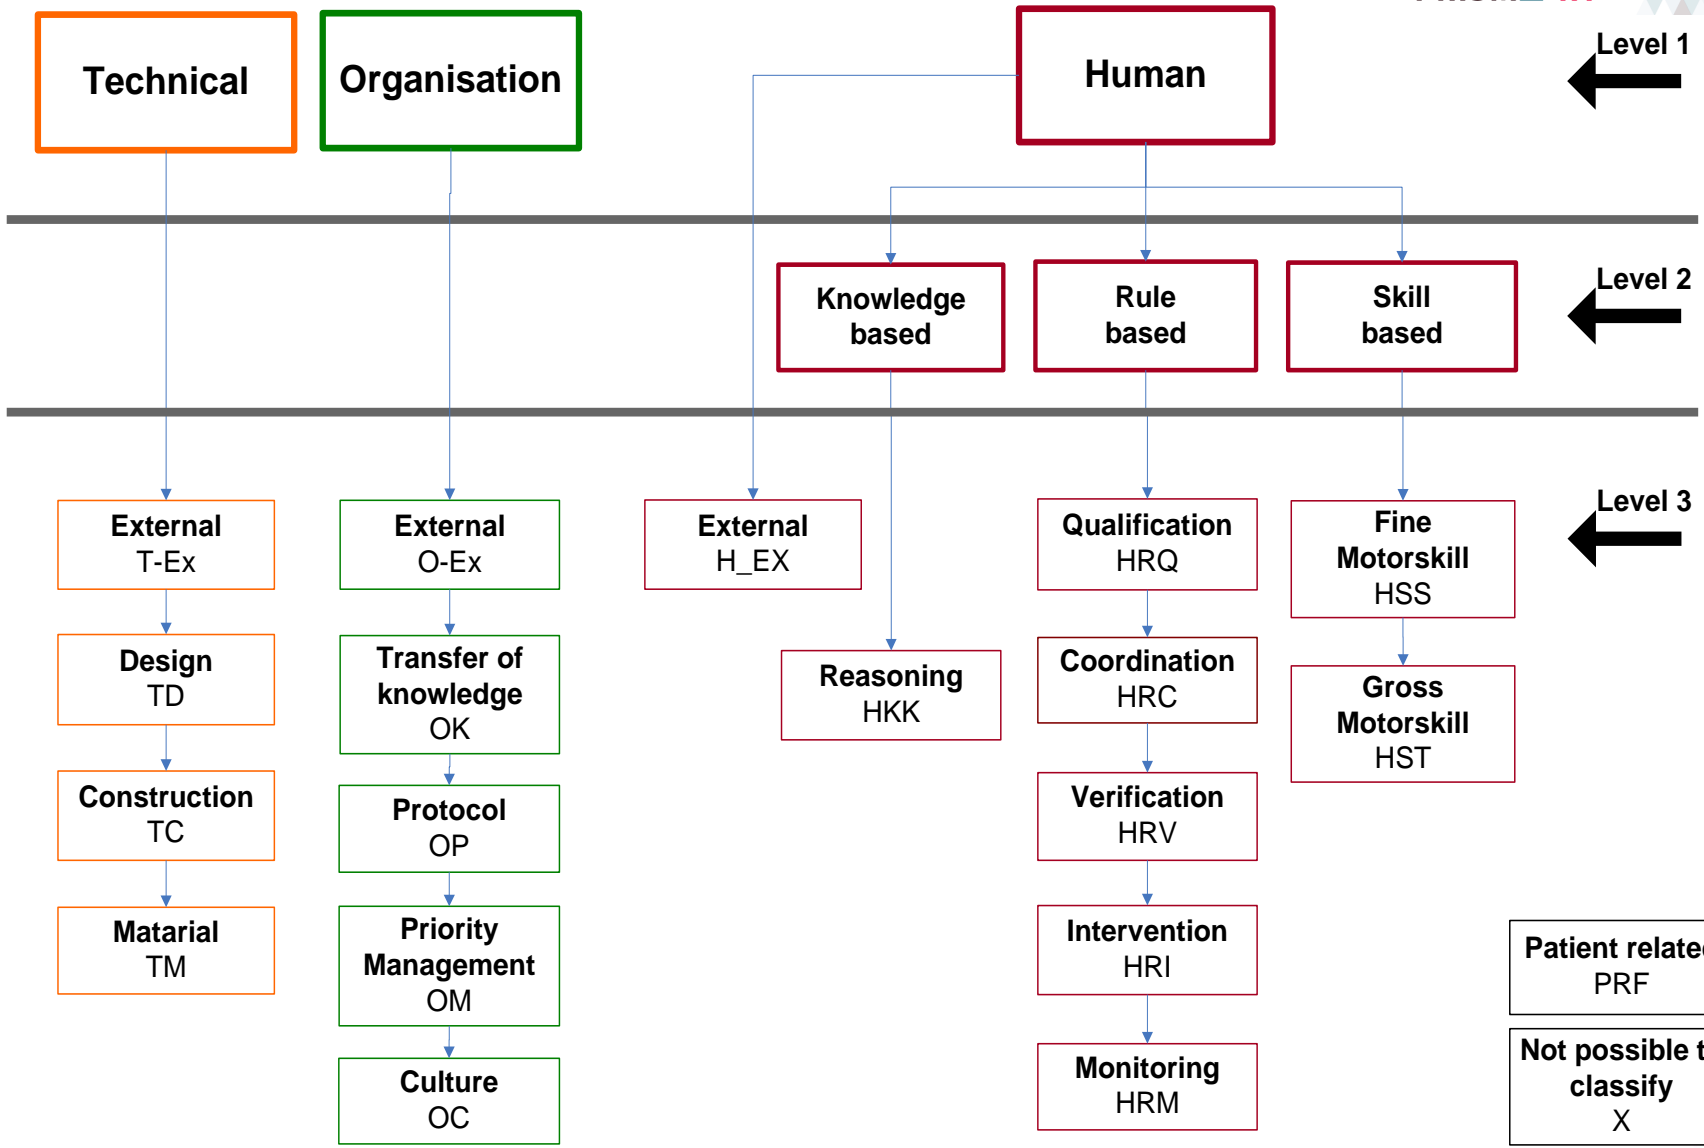 Technical
Organisation
Human
Level 1
Knowledge
based
Rule
based
Skill
based
Level 2
External
T-Ex
Design
TD
Construction
TC
Matarial
TM
External
O-Ex
Transfer of
knowledge
OK
Protocol
OP
Priority
Management
OM
Culture
OC
External
H_EX
Reasoning
HKK
Qualification
HRQ
Coordination
HRC
Verification
HRV
Intervention
HRI
Monitoring
HRM
Fine
Motorskill
HSS
Gross
Motorskill
HST
Level 3
Patient related
PRF
Not possible t
classify
X